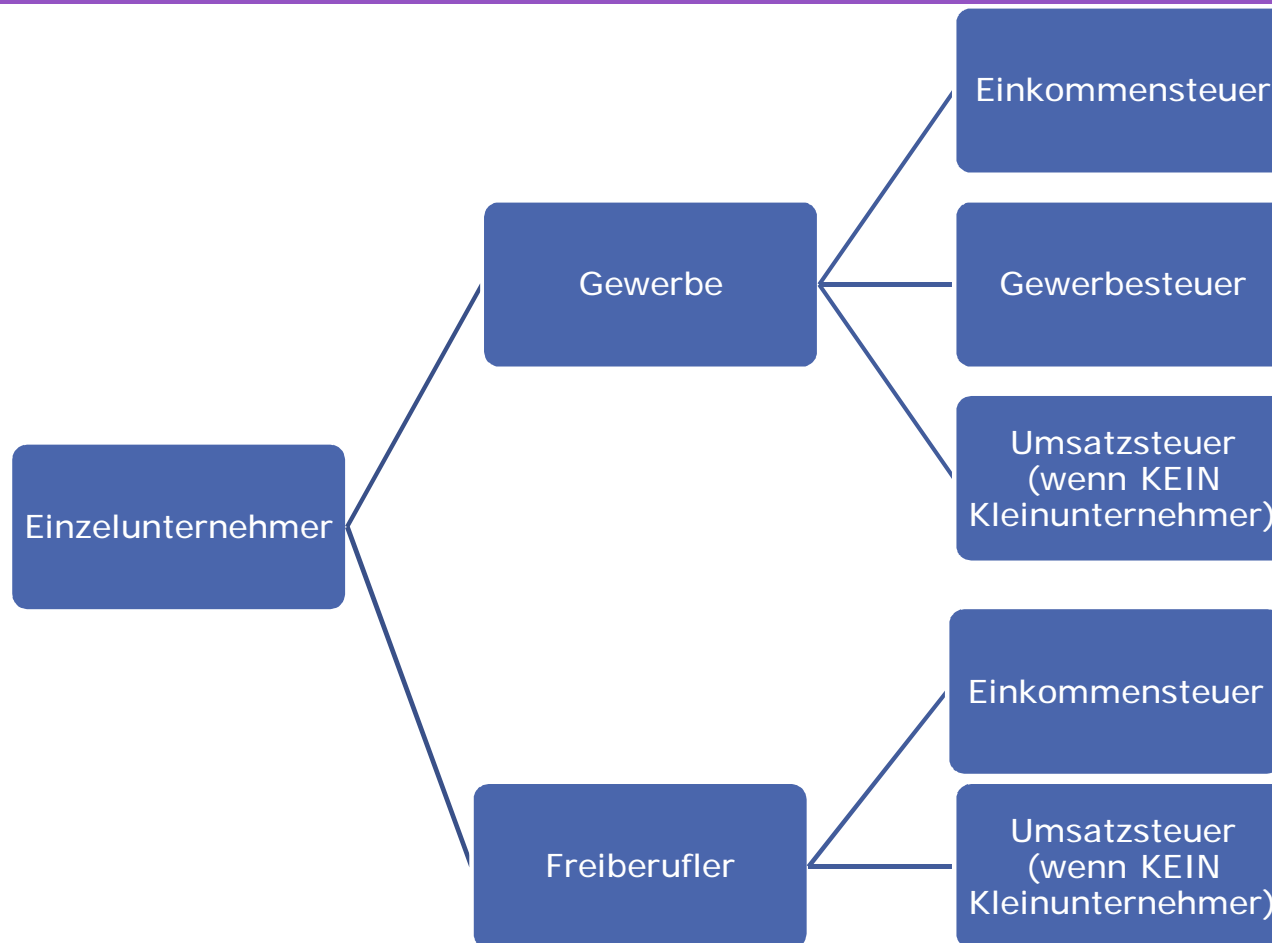 Einkommensteuer
Gewerbe
Gewerbesteuer
Umsatzsteuer
(wenn KEIN
Kleinunternehmer)
Einzelunternehmer
Einkommensteuer
Freiberufler
Umsatzsteuer
(wenn KEIN
Kleinunternehmer)